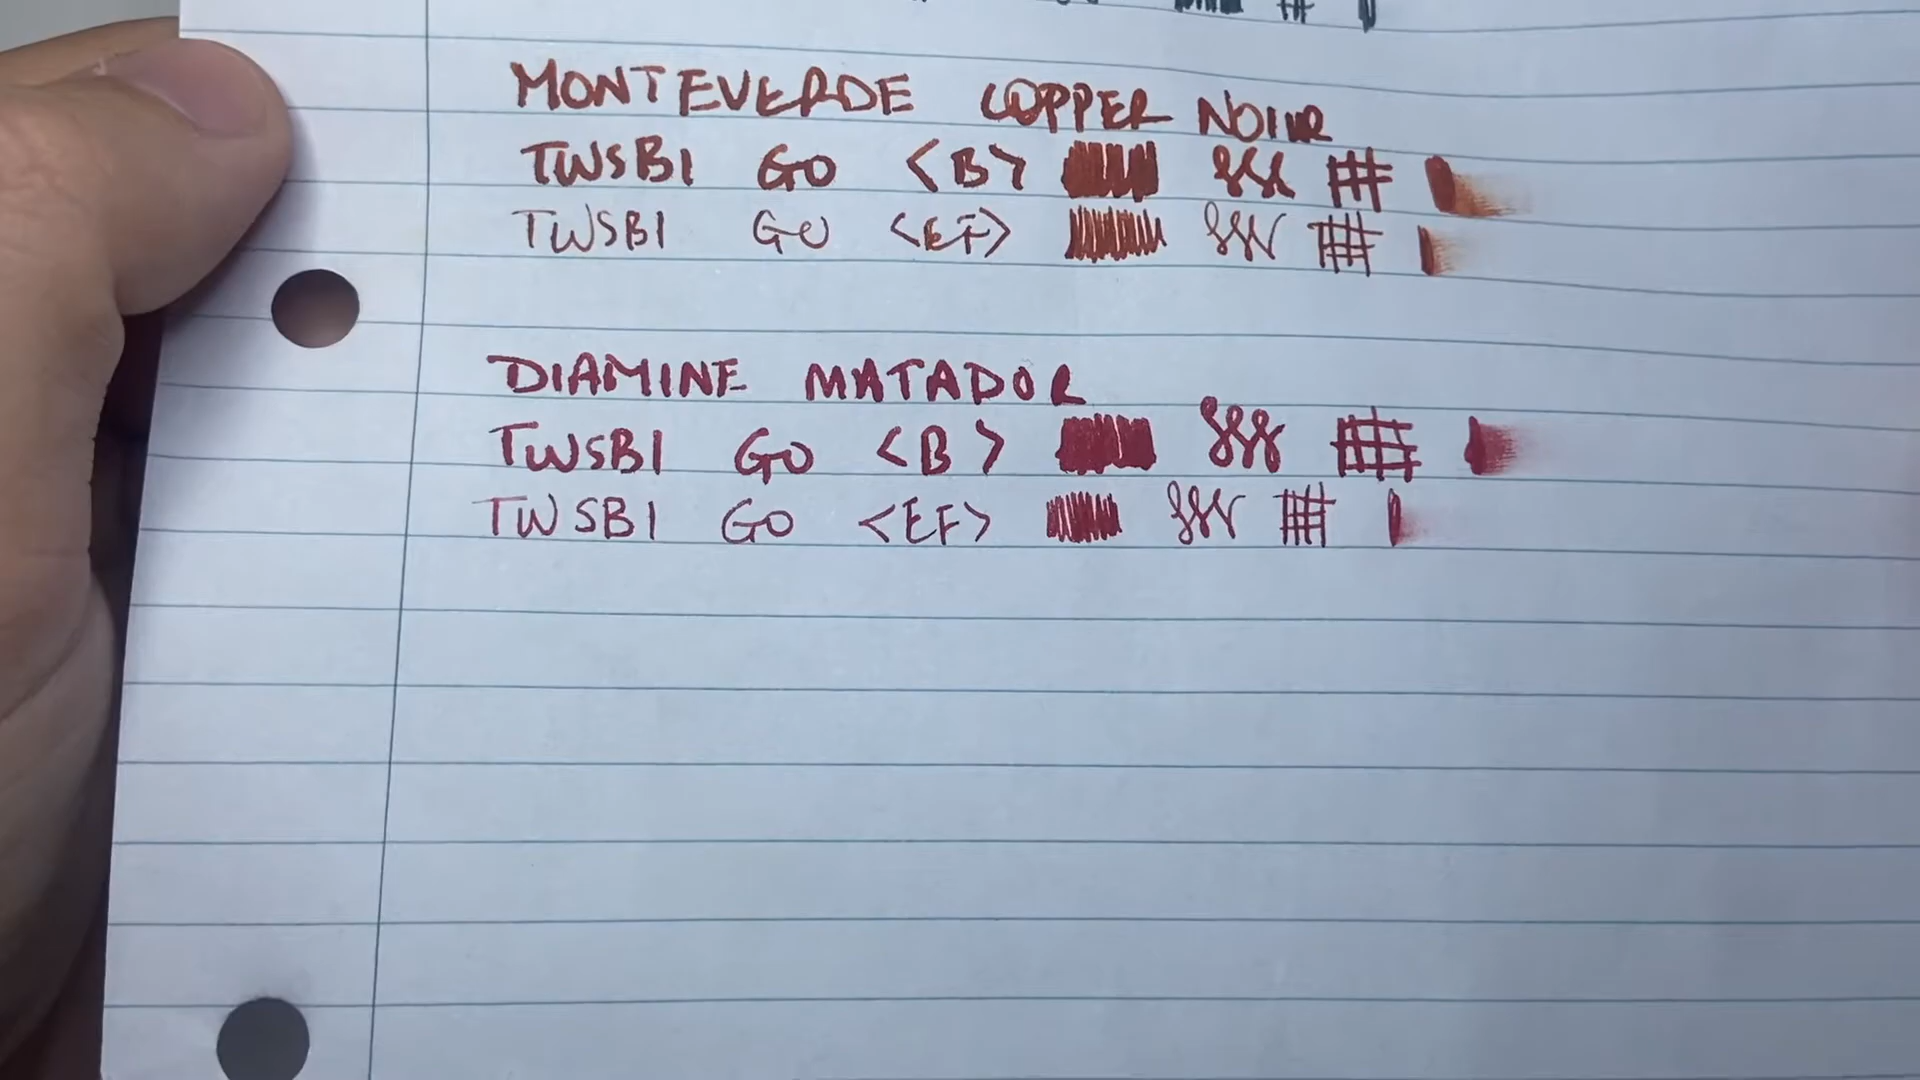 MONTEVERDE COPPER NOIR
TWSBI GO <B>
TWSBI GO <EF>
DIAMINE MATADOR
TWSBI GO <B>
TWSBI GO <EF>